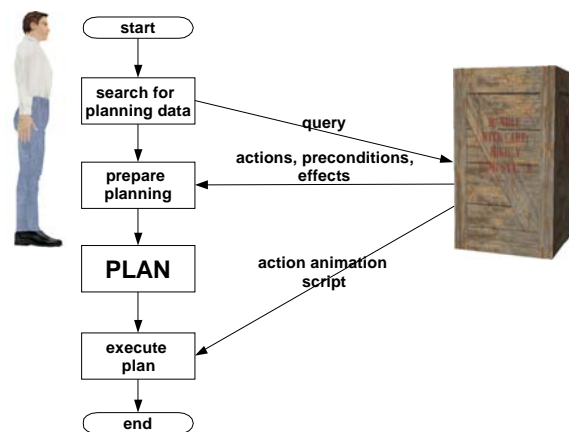 start
search for
planning data
query
actions, preconditions,
effects
prepare
planning
PLAN
action animation
script
execute
plan
end